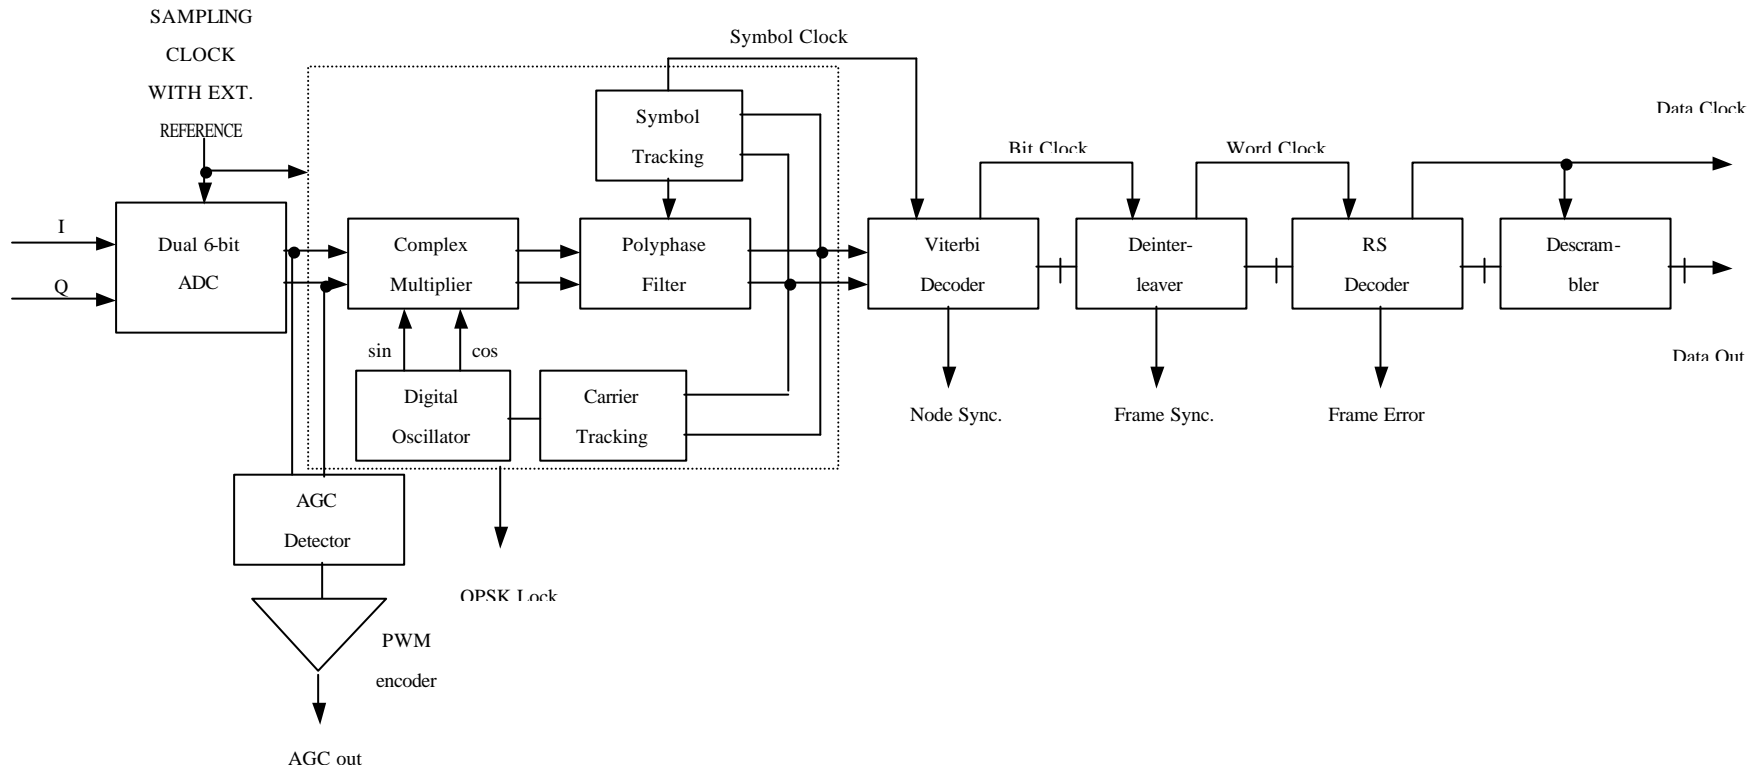 SAMPLING
CLOCK
WITH EXT.
REFERENCE
Symbol Clock
Symbol
Tracking
Data Clock
Bit Clock
Word Clock
I
Q
Dual 6-bit
ADC
Complex
Multiplier
Polyphase
Filter
Viterbi
Decoder
Deinter-
leaver
RS
Decoder
Descram-
bler
sin
cos
Digital
Oscillator
Carrier
Tracking
Data Out
Node Sync.
Frame Sync.
Frame Error
AGC
Detector
QPSK Lock
PWM
encoder
AGC out